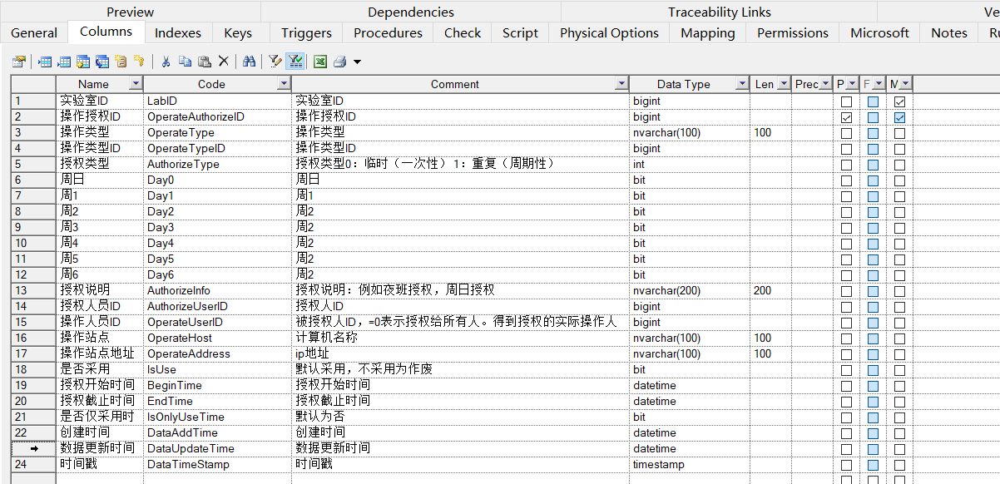 Preview Dependencies Traceability Links Ve
General Columns Indexes Keys Triggers Procedures Check Script Physical Options Mapping Permissions Microsoft Notes Ru
Name Code Comment Data Type Len Prec P F M
1 实验室ID LabID 实验室ID bigint
2 操作授权ID OperateAuthorizeID 操作授权ID bigint
3 操作类型 OperateType 操作类型 nvarchar(100) 100
4 操作类型ID OperateTypeID 操作类型ID bigint
5 授权类型 AuthorizeType 授权类型0：临时（一次性）1：重复（周期性） int
6 周日 Day0 周日 bit
7 周1 Day1 周1 bit
8 周2 Day2 周2 bit
9 周3 Day3 周2 bit
10 周4 Day4 周2 bit
11 周5 Day5 周2 bit
12 周6 Day6 周2 bit
13 授权说明 AuthorizeInfo 授权说明：例如夜班授权，周日授权 nvarchar(200) 200
14 授权人员ID AuthorizeUserID 授权人ID bigint
15 操作人员ID OperateUserID 被授权人ID，=0表示授权给所有人。得到授权的实际操作人 bigint
16 操作站点 OperateHost 计算机名称 nvarchar(100) 100
17 操作站点地址 OperateAddress ip地址 nvarchar(100) 100
18 是否采用 IsUse 默认采用，不采用为作废 bit
19 授权开始时间 BeginTime 授权开始时间 datetime
20 授权截止时间 EndTime 授权截止时间 datetime
21 是否仅采用时 IsOnlyUseTime 默认为否 bit
22 创建时间 DataAddTime 创建时间 datetime
数据更新时间 DataUpdateTime 数据更新时间 datetime
24 时间戳 DataTimeStamp 时间戳 timestamp